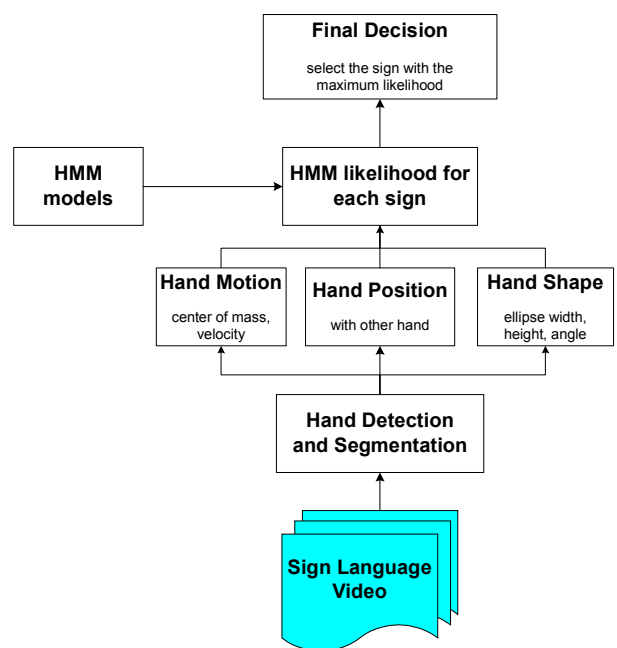 Final Decision
select the sign with the
maximum likelihood
HMM
models
HMM likelihood for
each sign
Hand Motion
center of mass,
velocity
Hand Position
with other hand
Hand Shape
ellipse width,
height, angle
Hand Detection
and Segmentation
Sign Language
Video